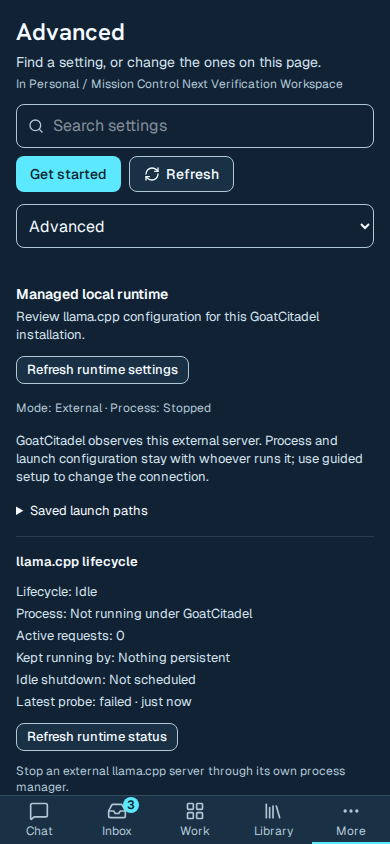 Advanced
Find a setting, or change the ones on this page.
In Personal / Mission Control Next Verification Workspace
Search settings
Get started
Refresh
Advanced
Managed local runtime
Review llama.cpp configuration for this GoatCitadel
installation.
Refresh runtime settings
Mode: External · Process: Stopped
GoatCitadel observes this external server. Process and
launch configuration stay with whoever runs it; use guided
setup to change the connection.
Saved launch paths
llama.cpp lifecycle
Lifecycle: Idle
Process: Not running under GoatCitadel
Active requests: 0
Kept running by: Nothing persistent
Idle shutdown: Not scheduled
Latest probe: failed · just now
Refresh runtime status
Stop an external llama.cpp server through its own process
manager.
3
Chat
Inbox
Work
Library
More